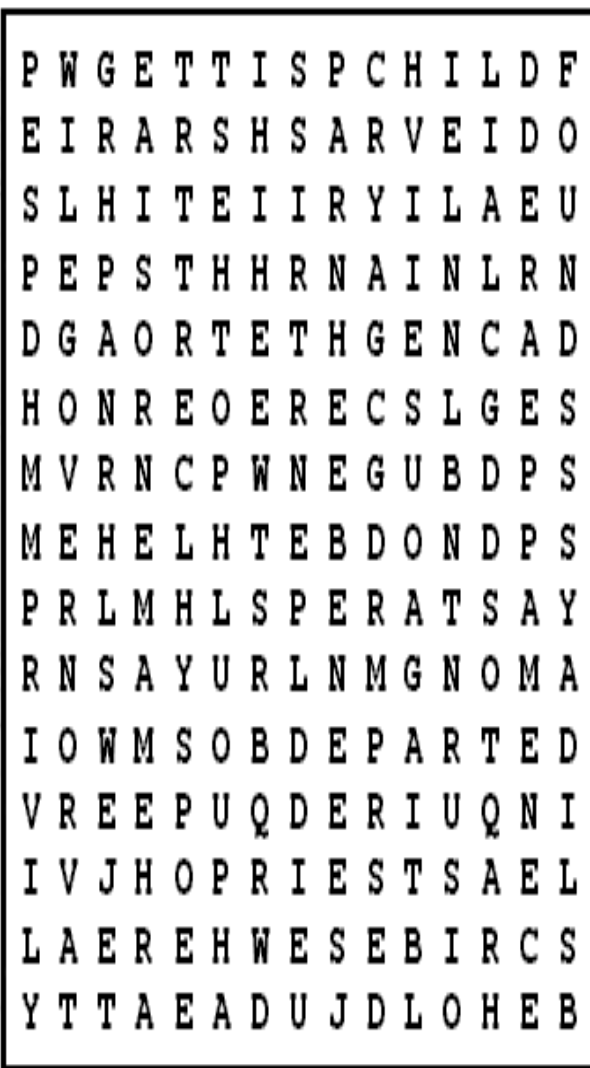 P W G E T T I S P C H I L D F
E I R A R S H S A R V E I D O
S L H I T E I I R Y I L A E U
P E P S T H H R N A I N L R N
D G A O R T E T H G E N C A D
H O N R E O E R E C S L G E S
M V R N C P W N E G U B D P S
M E H E L H T E B D O N D P S
P R L M H L S P E R A T S A Y
R N S A Y U R L N M G N O M A
I O W M S O B D E P A R T E D
V R E E P U Q D E R I U Q N I
I V J H O P R I E S T S A E L
L A E R E H W E S E B I R C S
Y T T A E A D U J D L O H E B